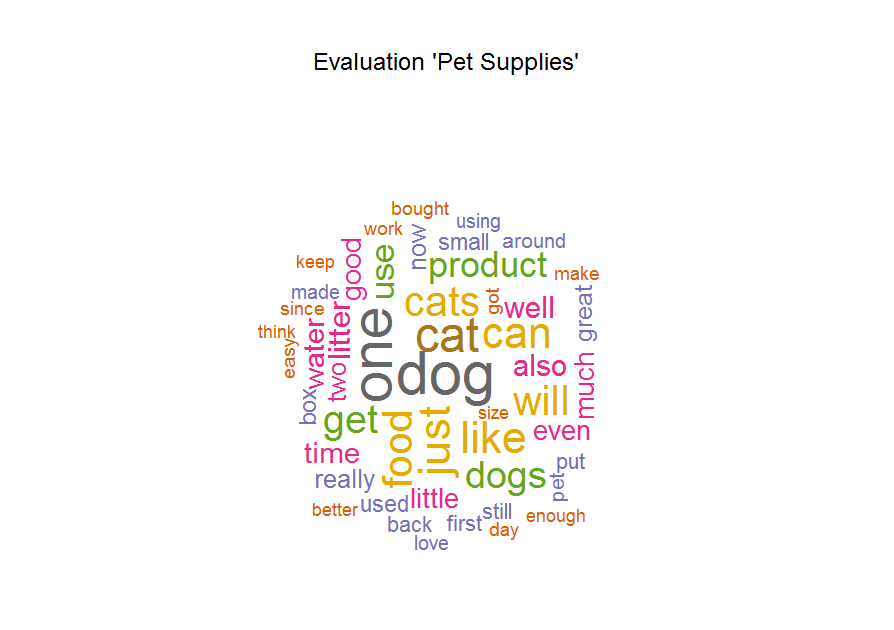 Evaluation 'Pet Supplies'
bought
using
work
now
small
around
good
use
product
keep
make
made
cats
got
well
great
since
litter
one
cat
can
think
easy
water
two
dog
also
much
box
get
food
just
like
size
will
even
time
dogs
put
really
pet
used
little
better
back
first
still
enough
day
love